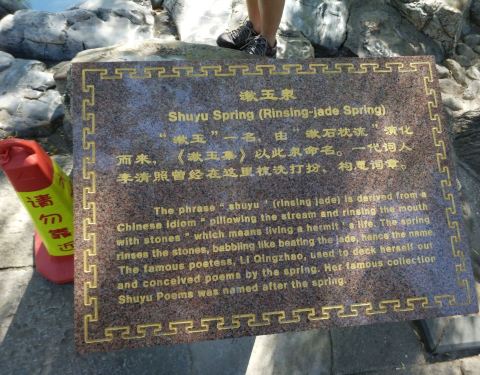 漱玉泉
Shuyu Spring (Rinsing-jade Spring)
“漱玉”一名，由“漱石枕流”演化
而来，《漱玉集》以此泉命名。一代词人
李清照曾经在这里梳洗打扮，构思词章。
The phrase “shuyu” (rinsing jade) is derived from a
Chinese idiom “pillowing the stream and rinsing the mouth
with stones” which means living a hermit's life. The spring
rinses the stones, babbling like beating the jade, hence the name
The famous poetess, Li Qingzhao, used to deck herself out
and conceived poems by the spring. Her famous collection
Shuyu Poems was named after the spring.
请勿靠近